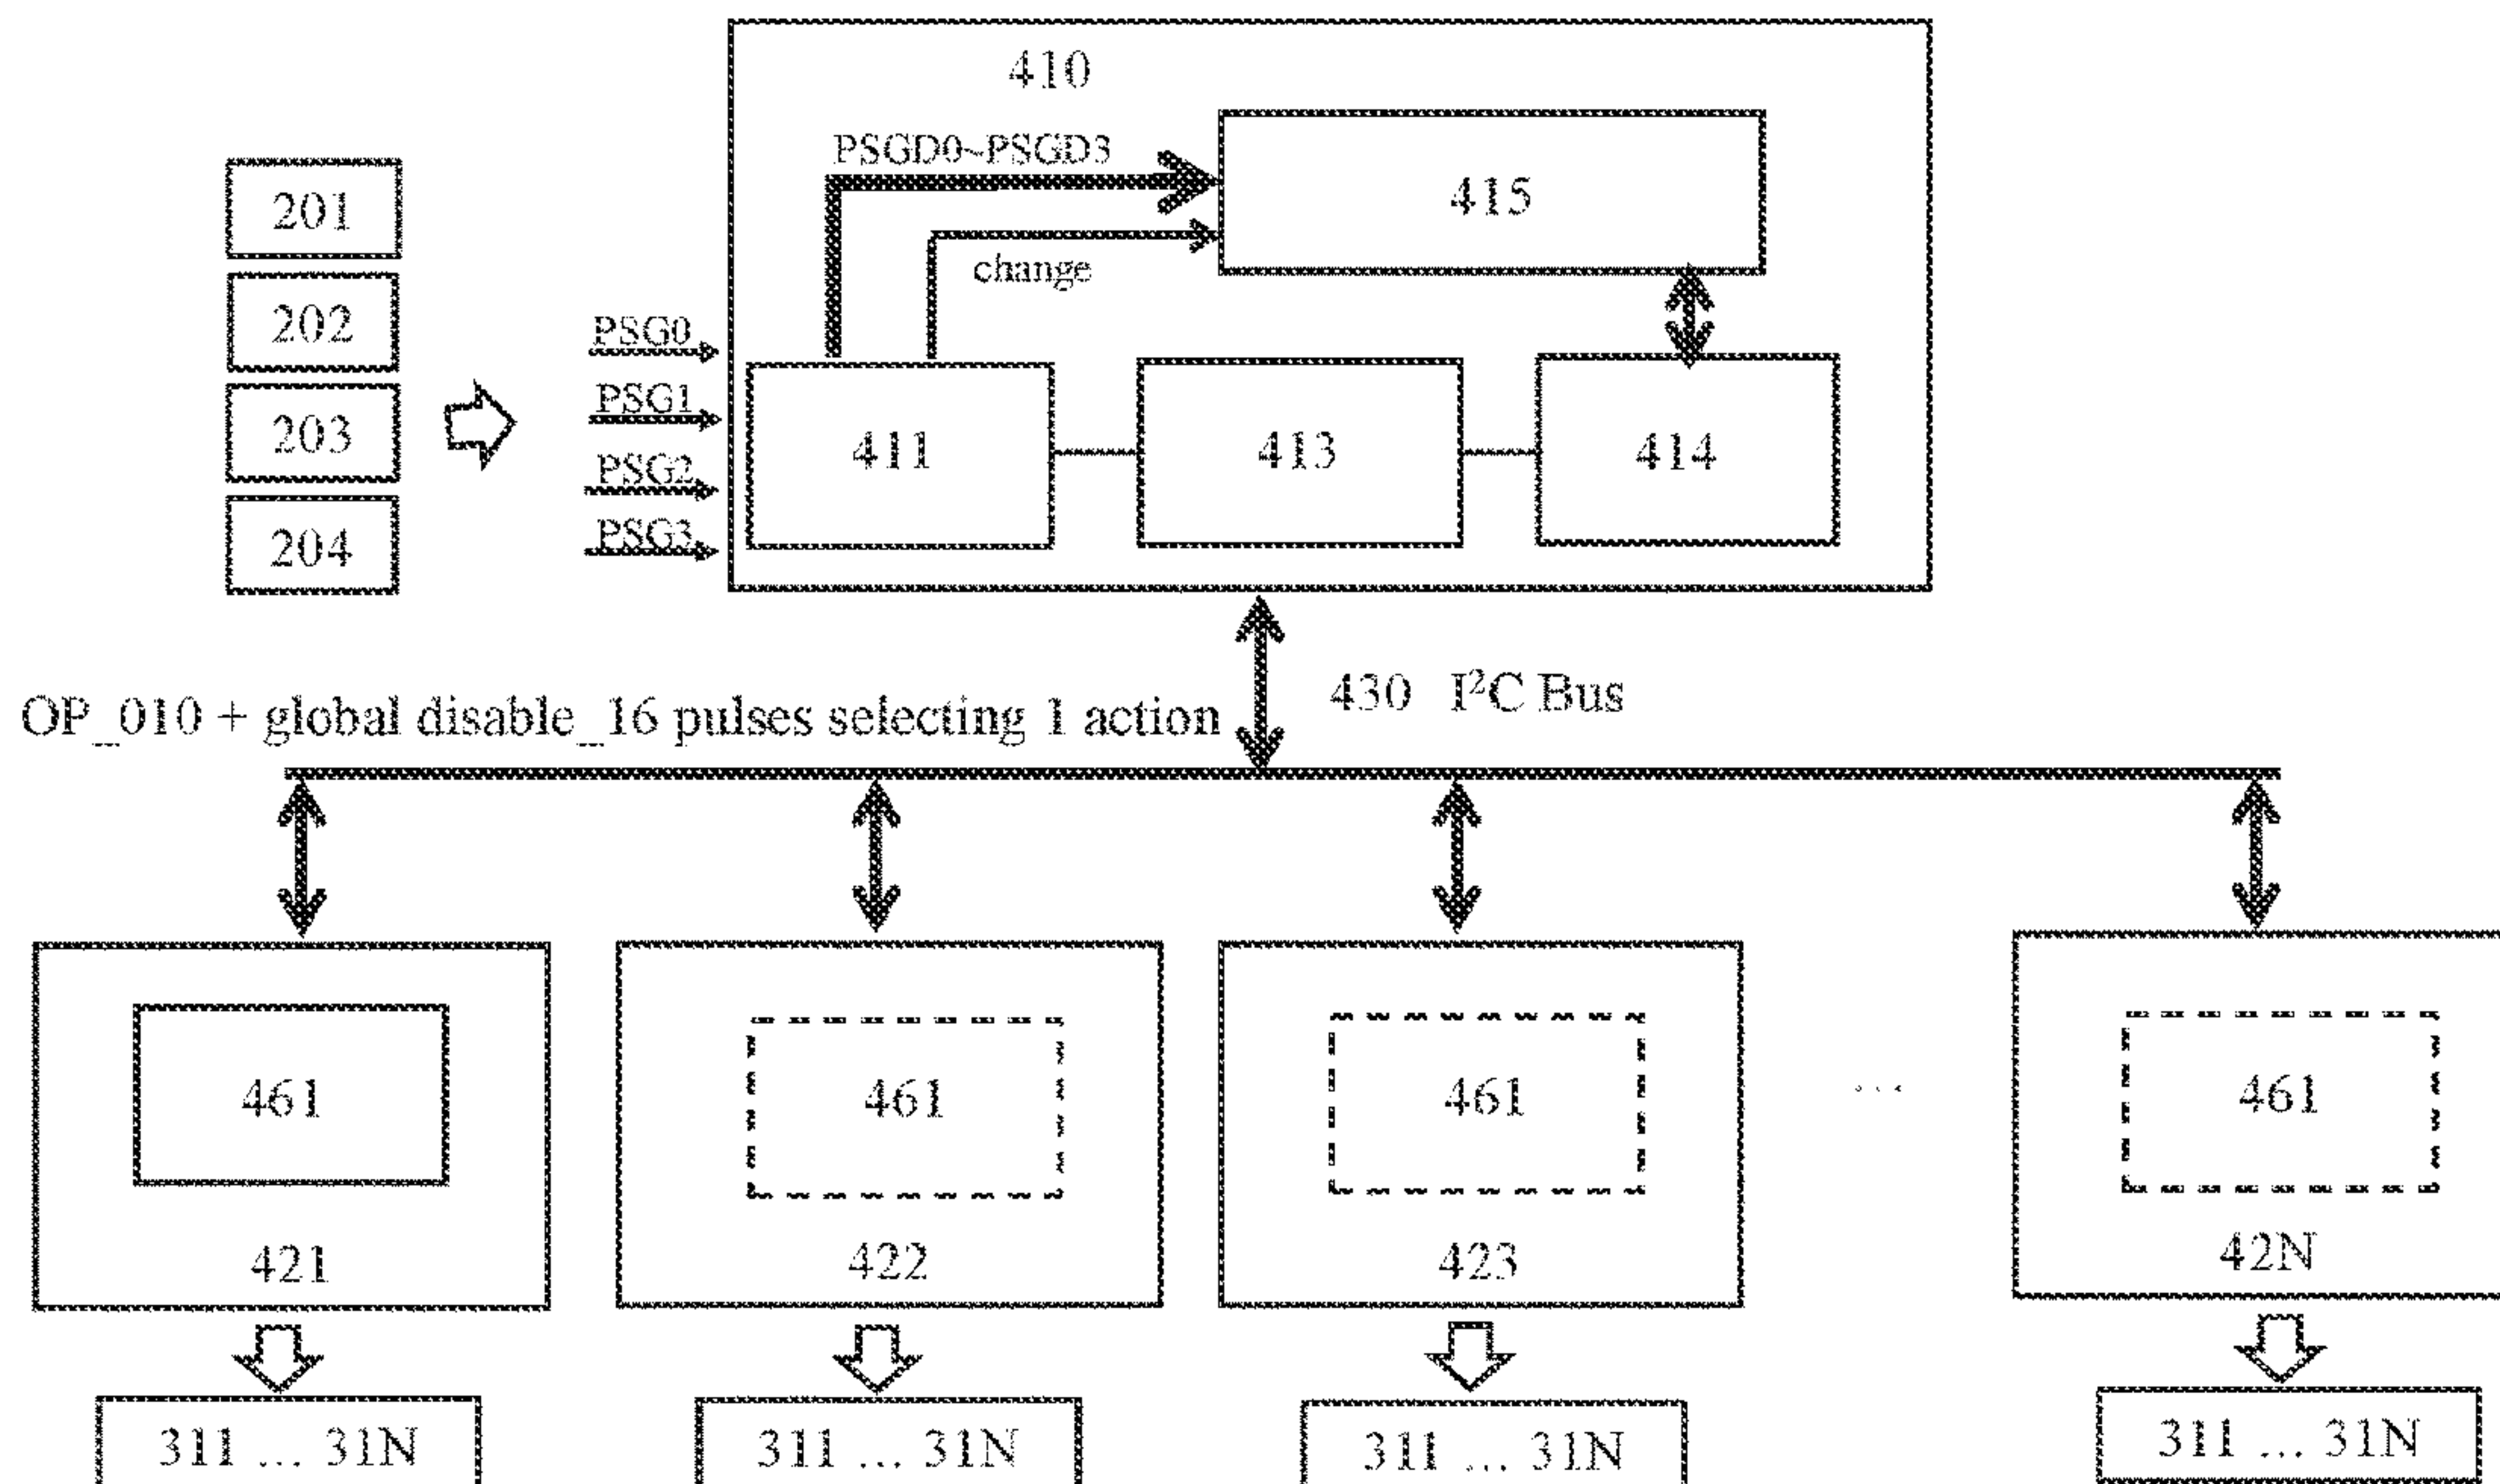 410
PSGD0~PSGD3
415
change
201
202
203
204
PSG0
PSG1
PSG2
PSG3
411
413
414
OP_010 + global disable_16 pulses selecting 1 action
430 I²C Bus
461
461
461
...
461
421
422
423
42N
311 ... 31N
311 ... 31N
311 ... 31N
311 ... 31N